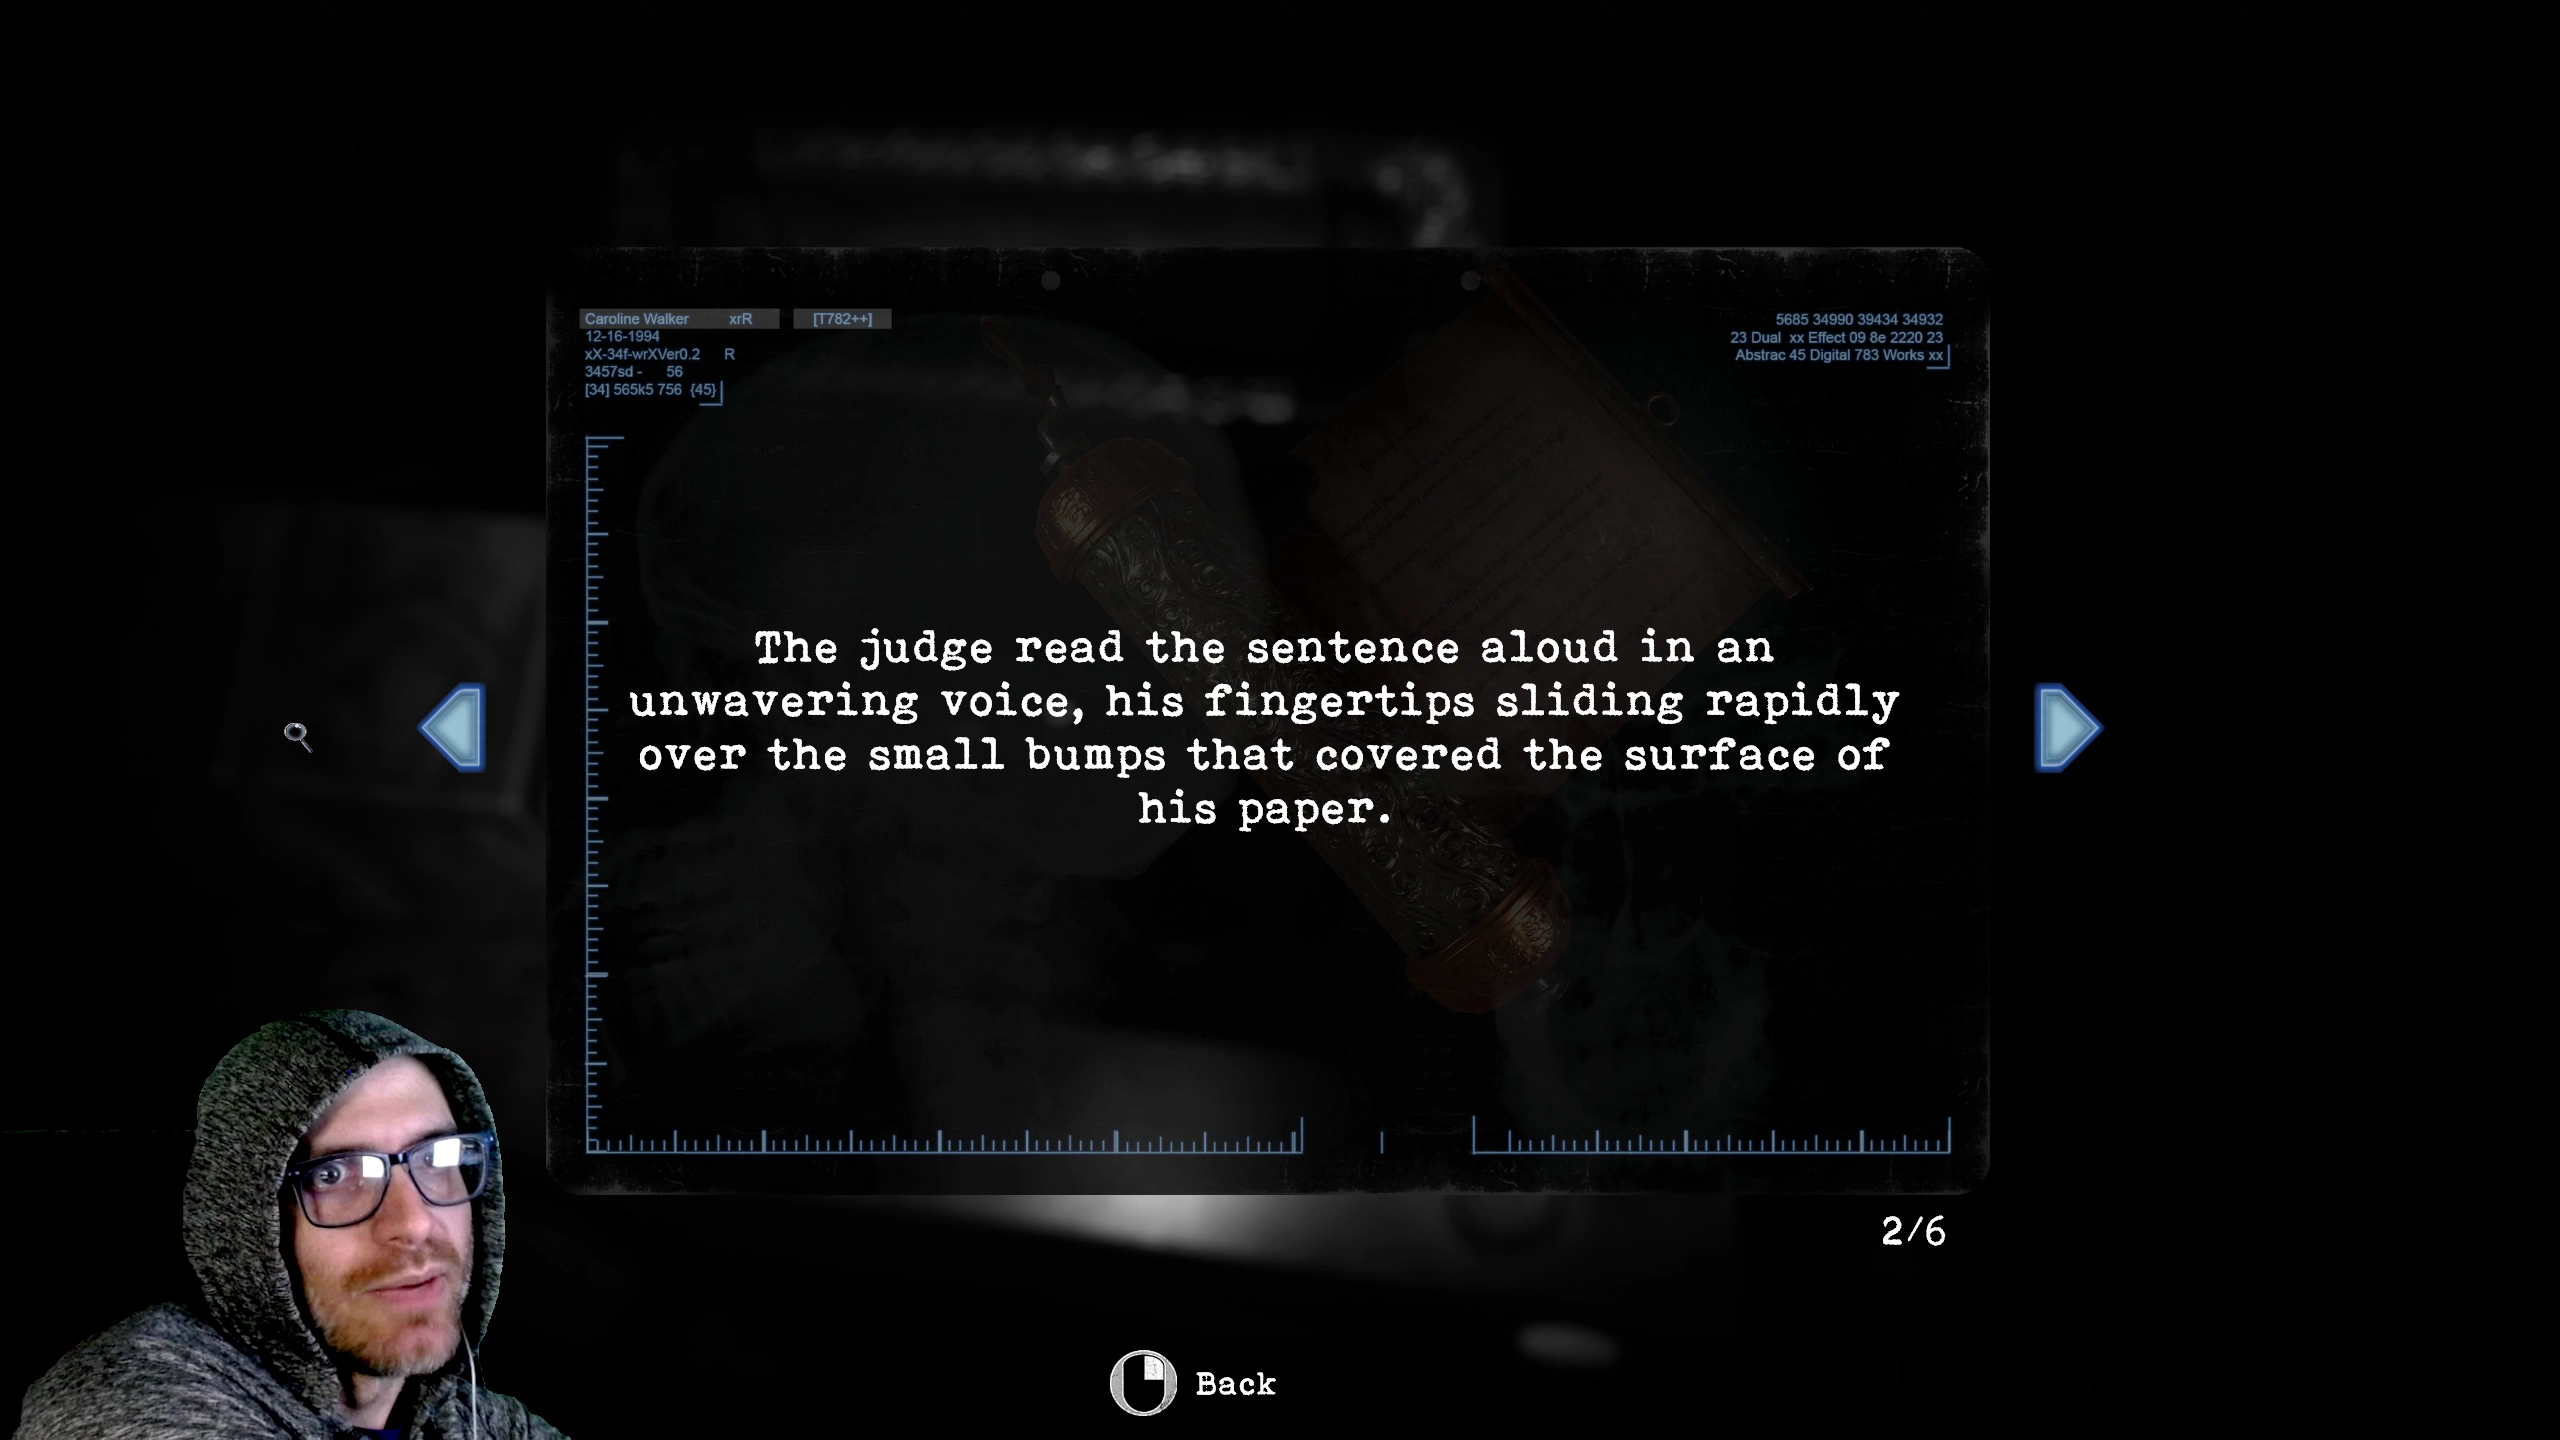 Caroline Walker xrR [T782++]
12-16-1994
xX-34f-wrXVer0.2 R
3457sd - 56
[34] 565k5 756 {45}
5685 34990 39434 34932
23 Dual xx Effect 09 8e 2220 23
Abstrac 45 Digital 783 Works xx
The judge read the sentence aloud in an
unwavering voice, his fingertips sliding rapidly
over the small bumps that covered the surface of
his paper.
2/6
Back